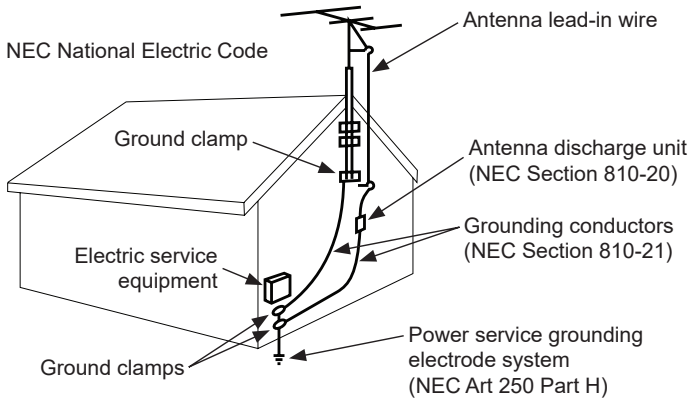 Antenna lead-in wire
NEC National Electric Code
Ground clamp
Antenna discharge unit
(NEC Section 810-20)
Grounding conductors
(NEC Section 810-21)
Electric service
equipment
Power service grounding
electrode system
(NEC Art 250 Part H)
Ground clamps